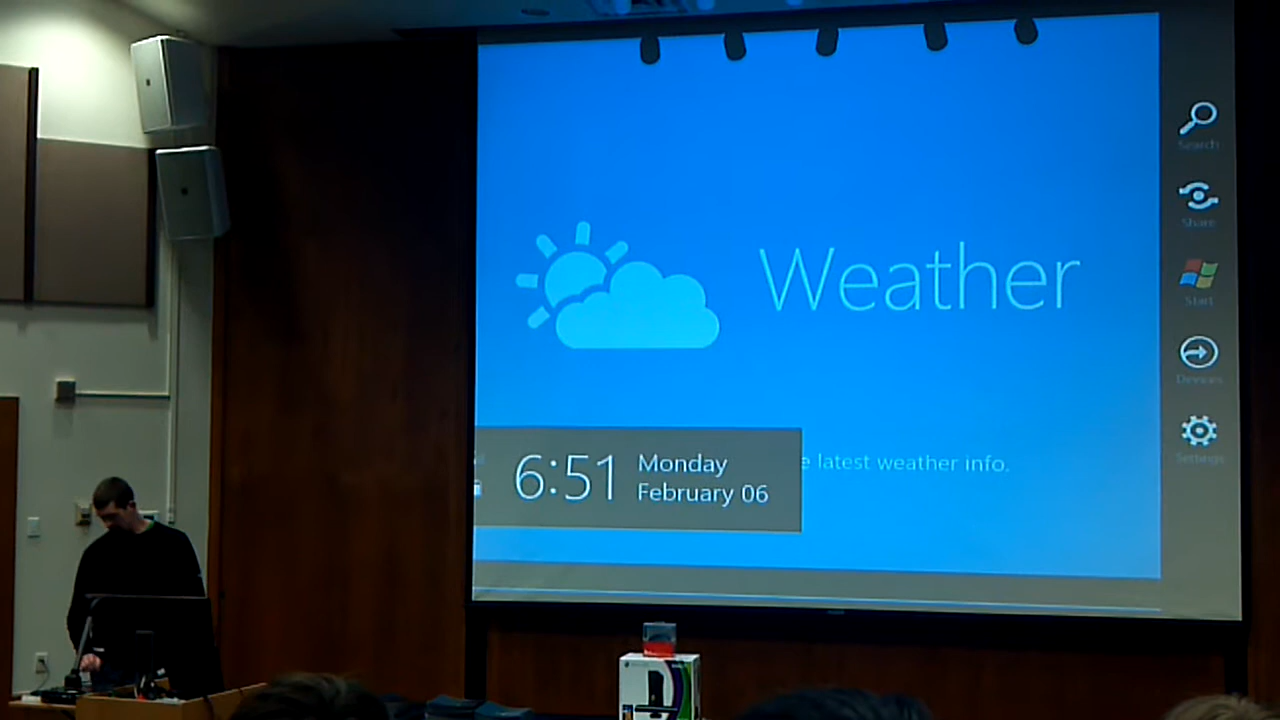 Weather
Search
Share
Start
Devices
Settings
6:51
Monday
February 06
latest weather info.